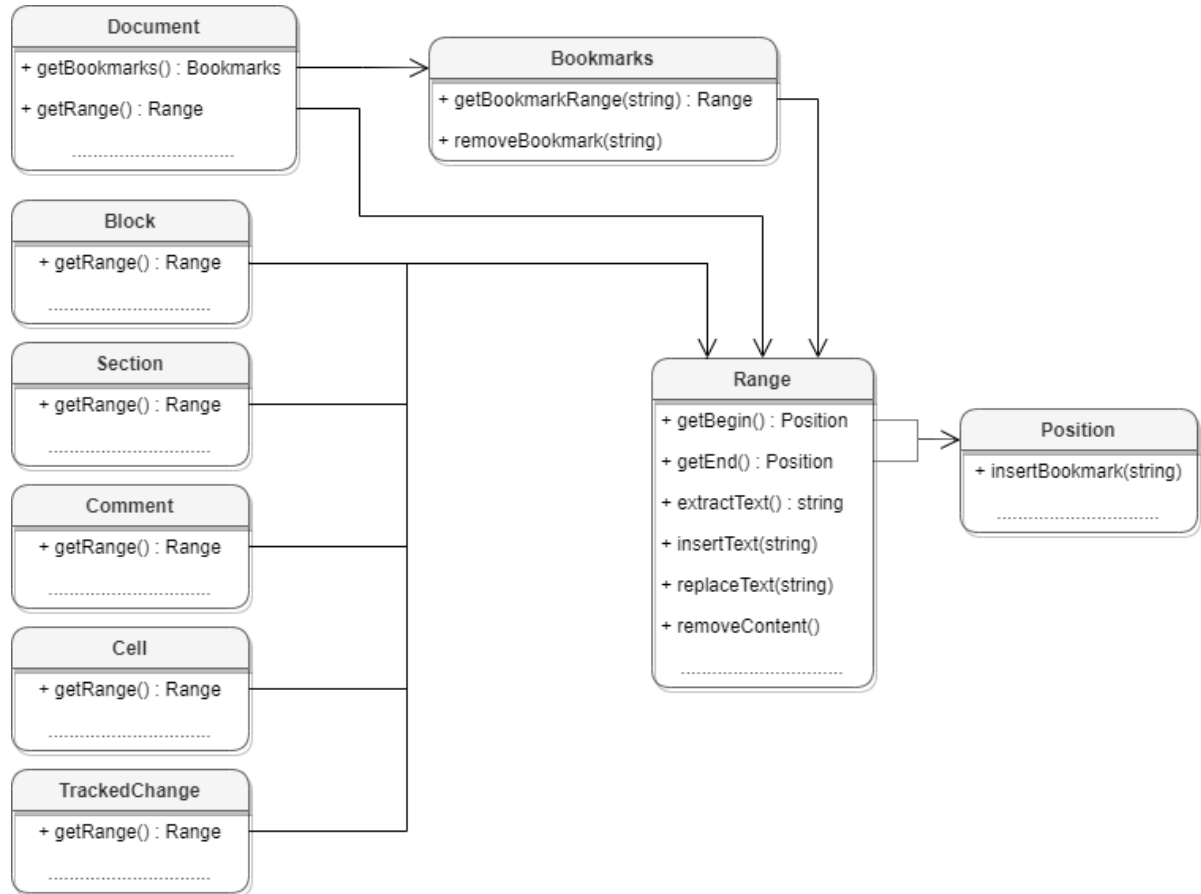 Document
+ getBookmarks() : Bookmarks
+ getRange() : Range
Bookmarks
+ getBookmarkRange(string) : Range
+ removeBookmark(string)
Block
+ getRange() : Range
Section
+ getRange() : Range
Comment
+ getRange() : Range
Cell
+ getRange() : Range
TrackedChange
+ getRange() : Range
Range
+ getBegin() : Position
+ getEnd() : Position
+ extractText() : string
+ insertText(string)
+ replaceText(string)
+ removeContent()
Position
+ insertBookmark(string)